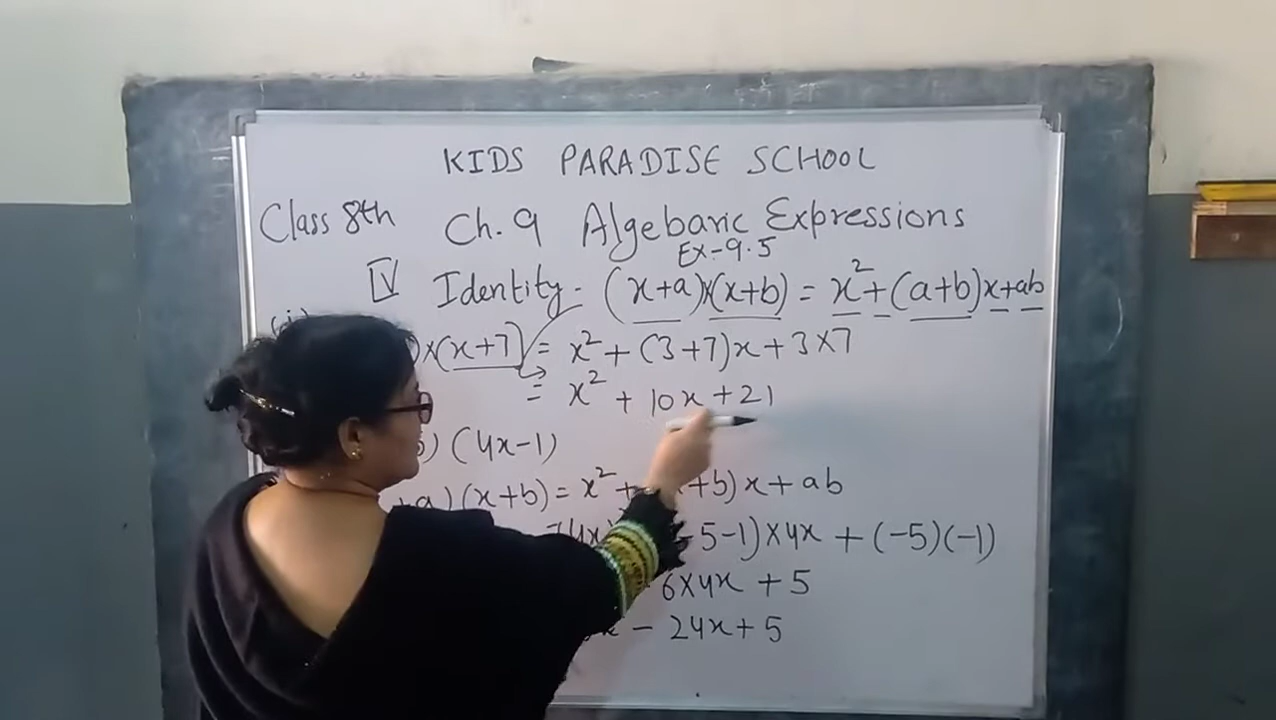 KIDS PARADISE SCHOOL
Class 8th Ch. 9 Algebaric Expressions
Ex-9.5
IV Identity - (x+a)×(x+b) = x²+(a+b)x+ab
(i)
)×(x+7) = x² + (3+7)x + 3×7
= x² + 10x + 21
) (4x-1)
+a) (x+b) = x² + +b) x + ab
5-1)×4x + (-5)(-1)
6×4x + 5
- 24x + 5